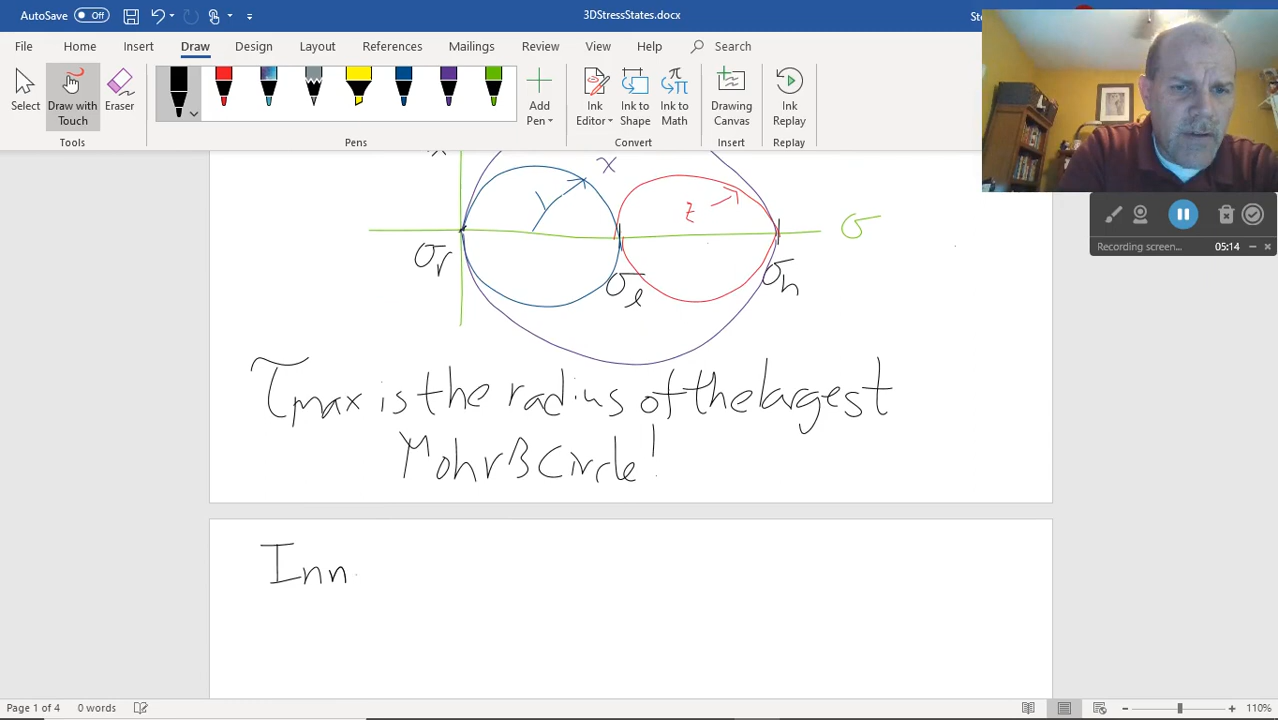 AutoSave Off 3DStressStates.docx Ste
File Home Insert Draw Design Layout References Mailings Review View Help Search
Select Draw with Touch Eraser Add Pen Ink Editor Ink to Shape Ink to Math Drawing Canvas Ink Replay
Tools Pens Convert Insert Replay
x
y z
σ
σr σl σh
Recording screen... 05:14
τmax is the radius of the largest
Mohr's Circle!
Inn
Page 1 of 4 0 words 110%